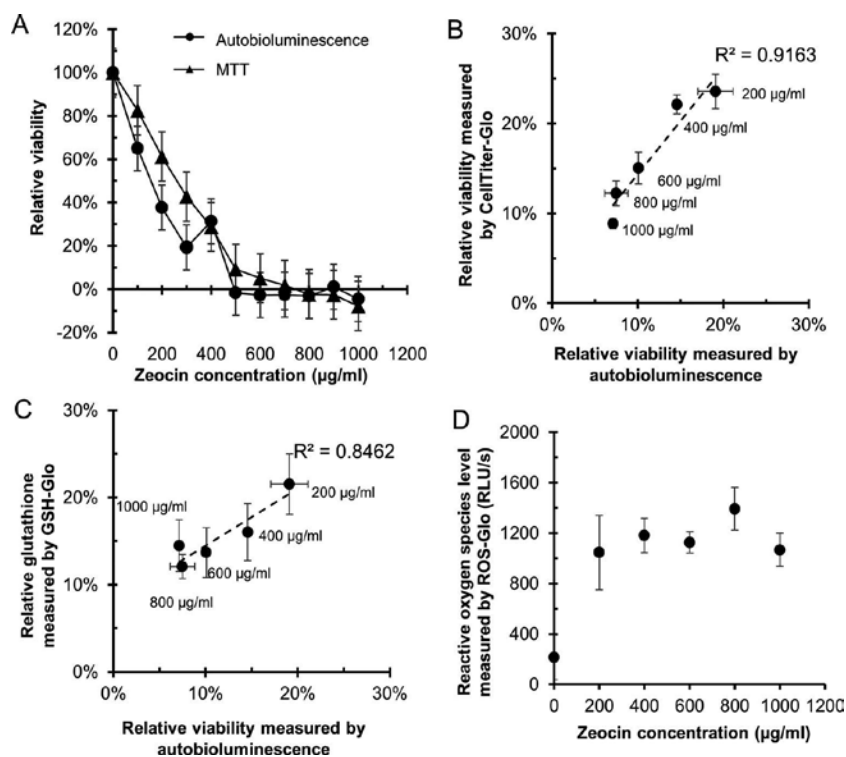 A
120%
100%
80%
60%
40%
20%
0%
-20%
Relative viability
Autobioluminescence
MTT
0
200
400
600
800
1000
1200
Zeocin concentration (µg/ml)
B
30%
20%
10%
0%
Relative viability measured
by CellTiter-Glo
R² = 0.9163
200 µg/ml
400 µg/ml
600 µg/ml
800 µg/ml
1000 µg/ml
0%
10%
20%
30%
Relative viability measured by
autobioluminescence
C
30%
20%
10%
0%
Relative glutathione
measured by GSH-Glo
R² = 0.8462
1000 µg/ml
200 µg/ml
400 µg/ml
600 µg/ml
800 µg/ml
0%
10%
20%
30%
Relative viability measured by
autobioluminescence
D
2000
1600
1200
800
400
0
Reactive oxygen species level
measured by ROS-Glo (RLU/s)
0
200
400
600
800
1000
1200
Zeocin concentration (µg/ml)